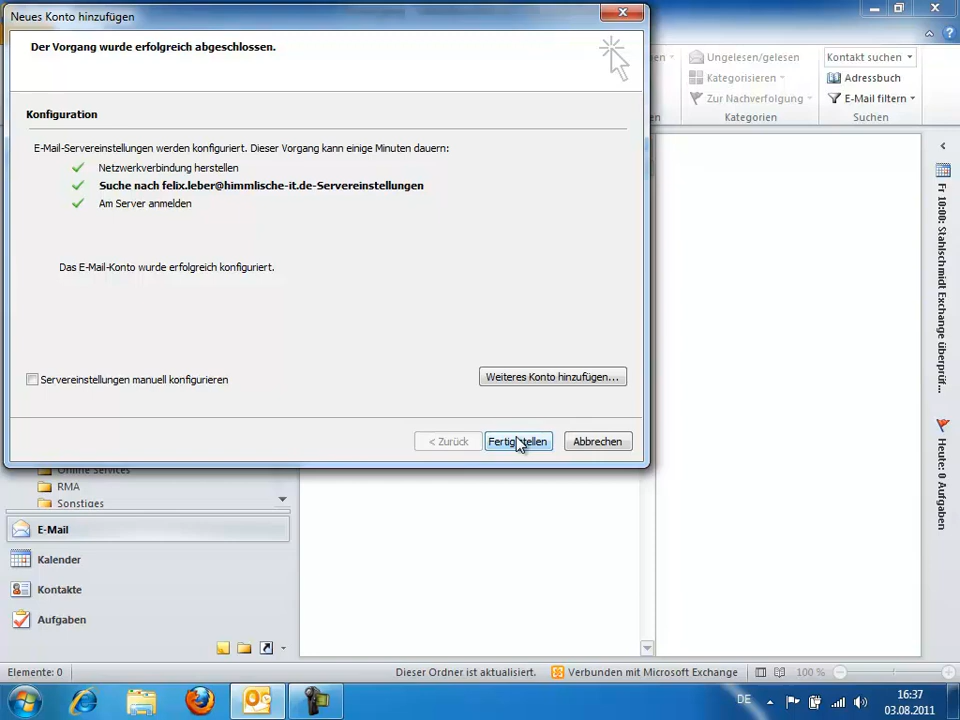 Neues Konto hinzufügen
Der Vorgang wurde erfolgreich abgeschlossen.
Konfiguration
E-Mail-Servereinstellungen werden konfiguriert. Dieser Vorgang kann einige Minuten dauern:
Netzwerkverbindung herstellen
Suche nach felix.leber@himmlische-it.de-Servereinstellungen
Am Server anmelden
Das E-Mail-Konto wurde erfolgreich konfiguriert.
Servereinstellungen manuell konfigurieren
Weiteres Konto hinzufügen...
< Zurück
Fertigstellen
Abbrechen
Ungelesen/gelesen
Kategorisieren
Zur Nachverfolgung
Kategorien
Kontakt suchen
Adressbuch
E-Mail filtern
Suchen
Fr 10:00: Stahlschmidt Exchange überprüf...
Heute: 0 Aufgaben
Online Services
RMA
Sonstiges
E-Mail
Kalender
Kontakte
Aufgaben
Elemente: 0
Dieser Ordner ist aktualisiert.
Verbunden mit Microsoft Exchange
100 %
DE
16:37
03.08.2011